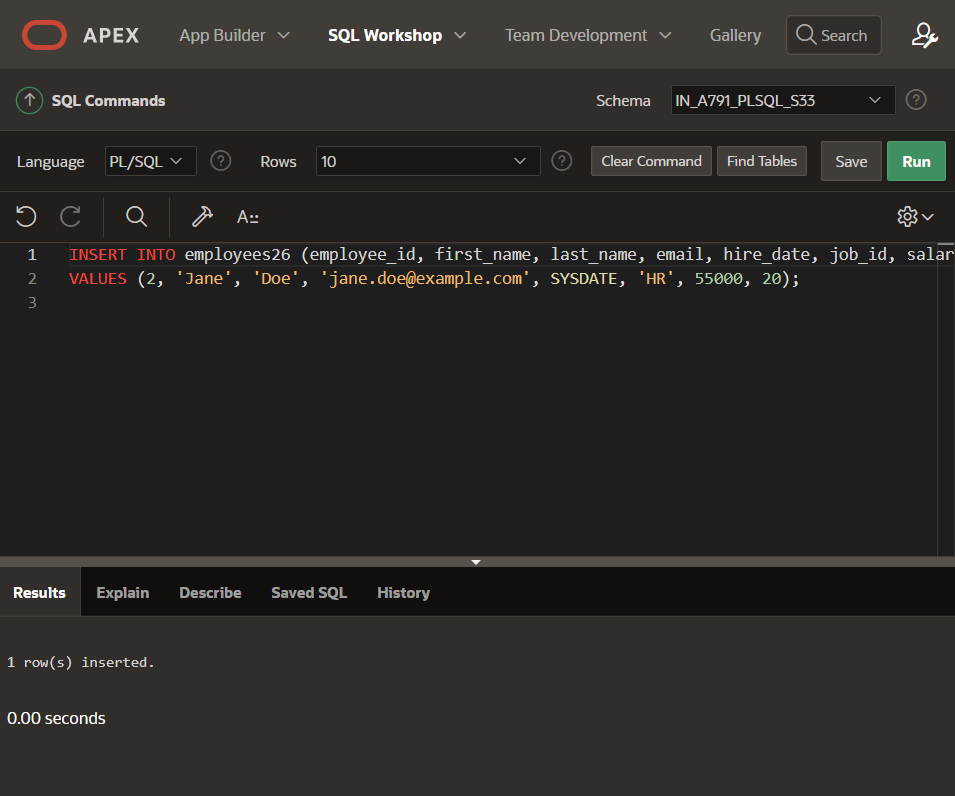 APEX App Builder SQL Workshop Team Development Gallery Search
SQL Commands Schema IN_A791_PLSQL_S33 ?
Language PL/SQL ? Rows 10 ? Clear Command Find Tables Save Run
A::
1 INSERT INTO employees26 (employee_id, first_name, last_name, email, hire_date, job_id, salar
2 VALUES (2, 'Jane', 'Doe', 'jane.doe@example.com', SYSDATE, 'HR', 55000, 20);
3
Results Explain Describe Saved SQL History
1 row(s) inserted.
0.00 seconds